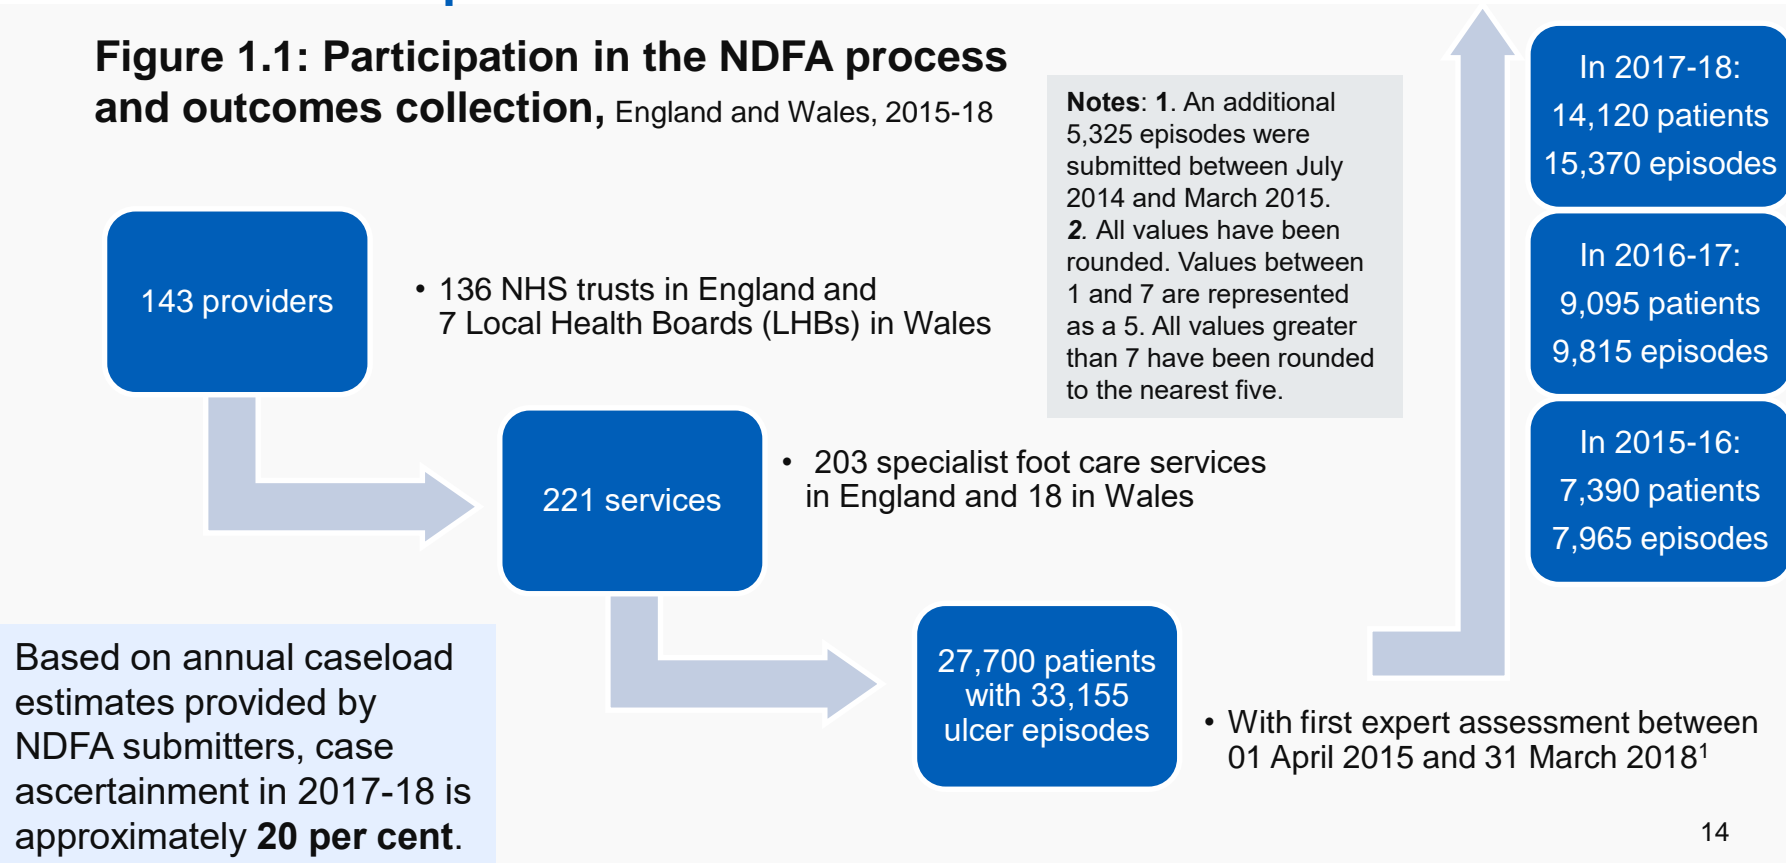 Figure 1.1: Participation in the NDFA process
and outcomes collection, England and Wales, 2015-18
Notes: 1. An additional
5,325 episodes were
submitted between July
2014 and March 2015.
2. All values have been
rounded. Values between
1 and 7 are represented
as a 5. All values greater
than 7 have been rounded
to the nearest five.
143 providers
• 136 NHS trusts in England and
7 Local Health Boards (LHBs) in Wales
221 services
• 203 specialist foot care services
in England and 18 in Wales
27,700 patients
with 33,155
ulcer episodes
• With first expert assessment between
01 April 2015 and 31 March 2018¹
In 2017-18:
14,120 patients
15,370 episodes
In 2016-17:
9,095 patients
9,815 episodes
In 2015-16:
7,390 patients
7,965 episodes
Based on annual caseload
estimates provided by
NDFA submitters, case
ascertainment in 2017-18 is
approximately 20 per cent.
14